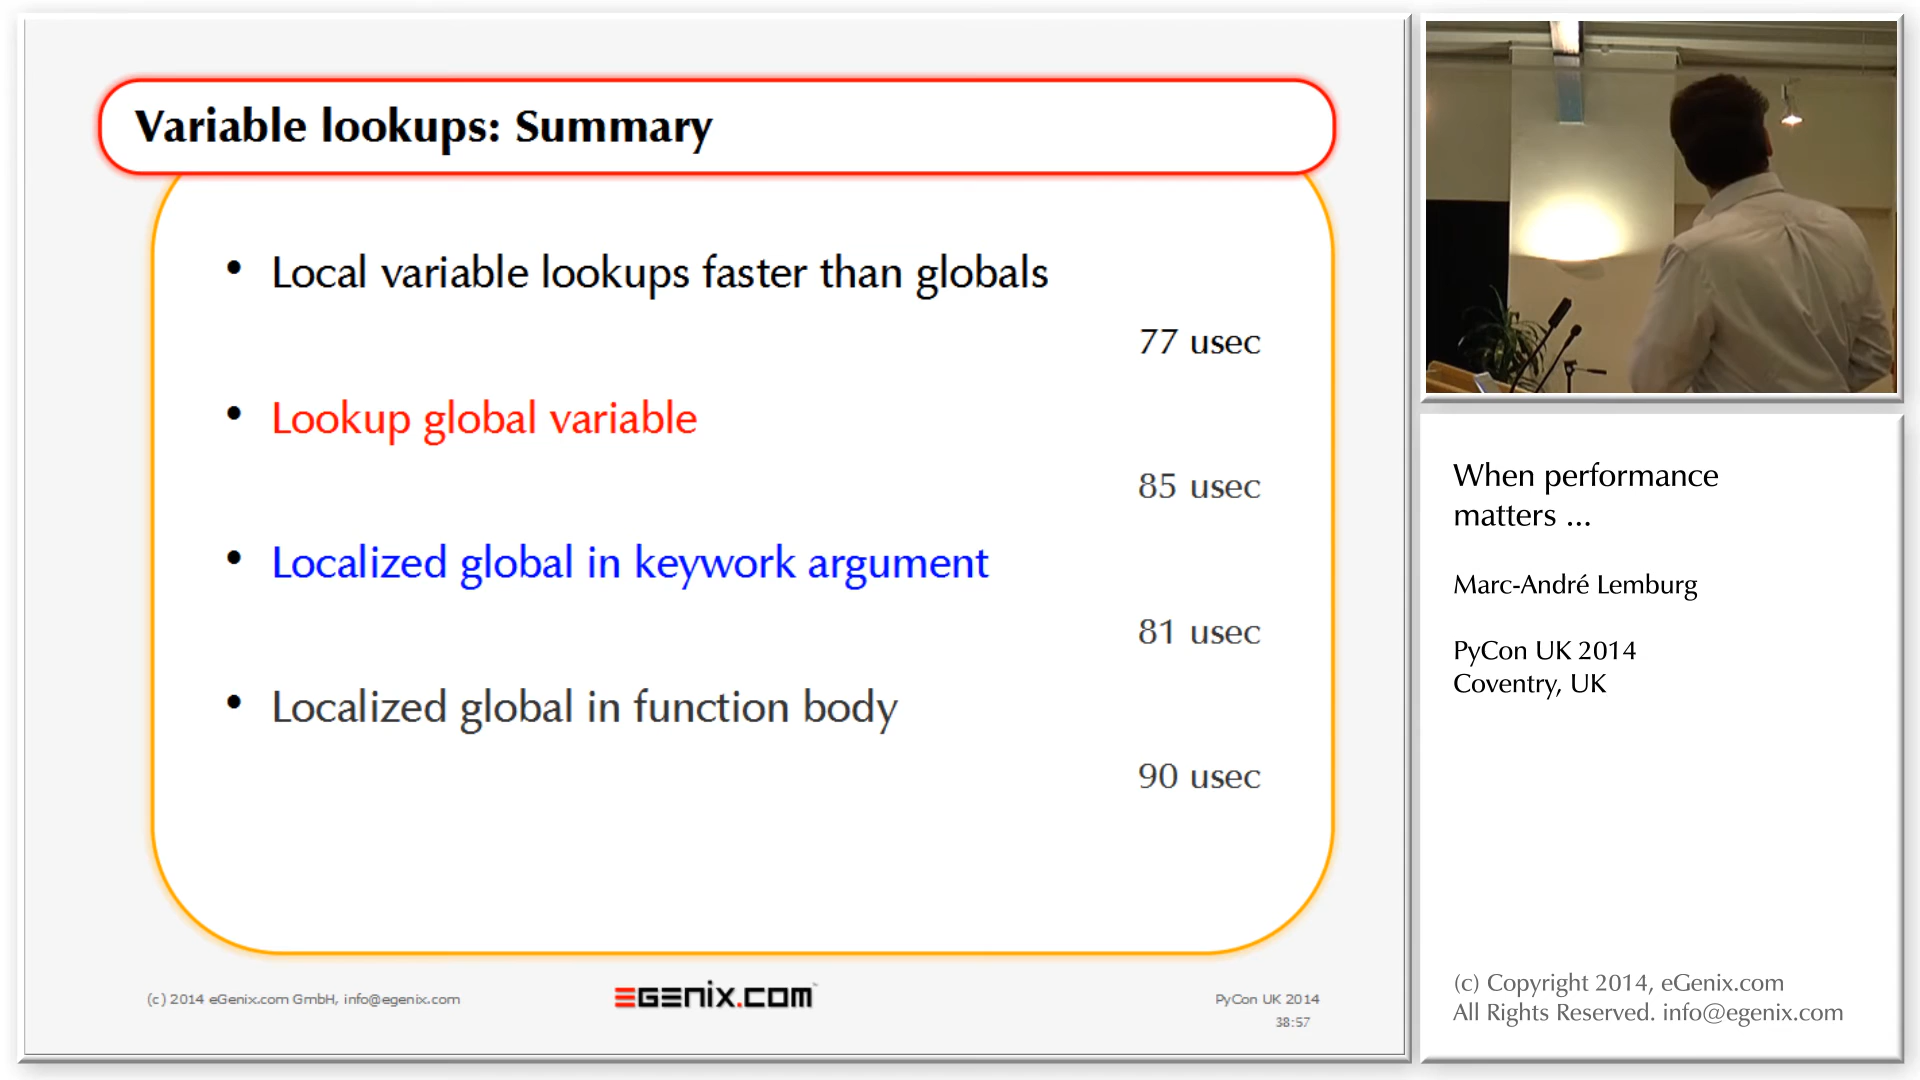 Variable lookups: Summary
• Local variable lookups faster than globals
77 usec
• Lookup global variable
85 usec
• Localized global in keywork argument
81 usec
• Localized global in function body
90 usec
(c) 2014 eGenix.com GmbH, info@egenix.com
EGENIX.COM
PyCon UK 2014
38:57
When performance
matters ...
Marc-André Lemburg
PyCon UK 2014
Coventry, UK
(c) Copyright 2014, eGenix.com
All Rights Reserved. info@egenix.com